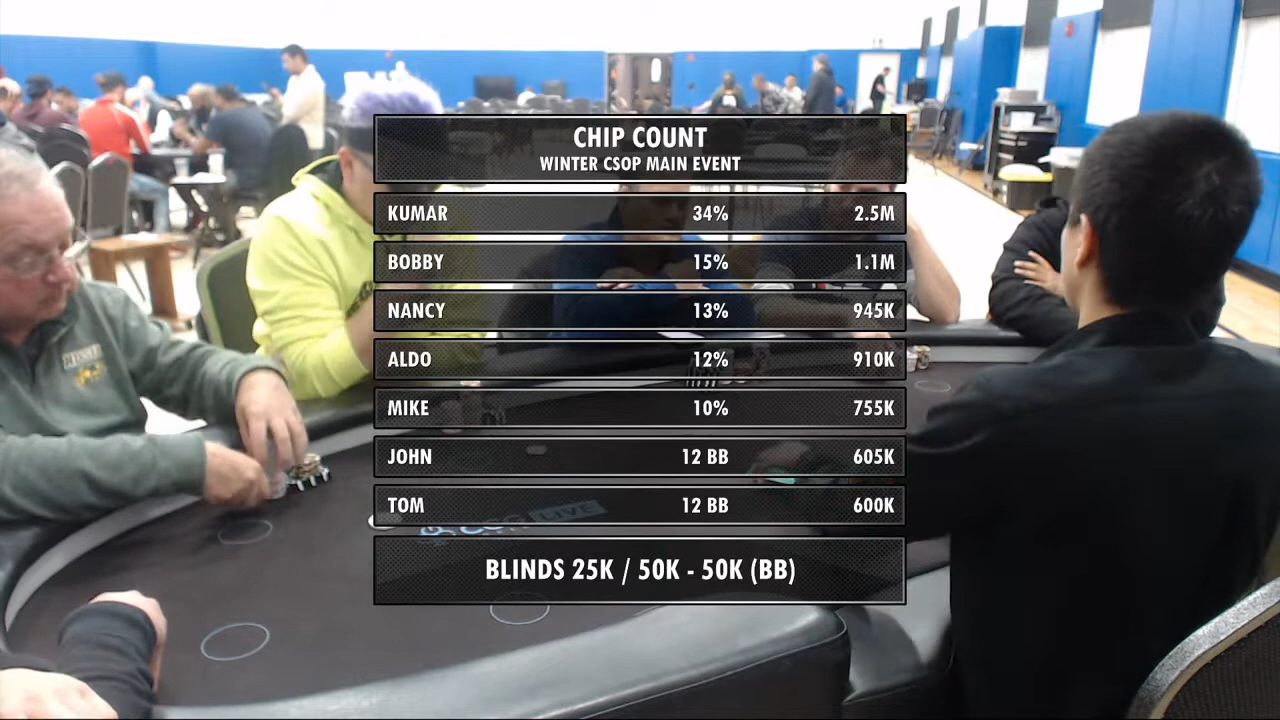 CHIP COUNT
WINTER CSOP MAIN EVENT
KUMAR 34% 2.5M
BOBBY 15% 1.1M
NANCY 13% 945K
ALDO 12% 910K
MIKE 10% 755K
JOHN 12 BB 605K
TOM 12 BB 600K
BLINDS 25K / 50K - 50K (BB)
LIVE